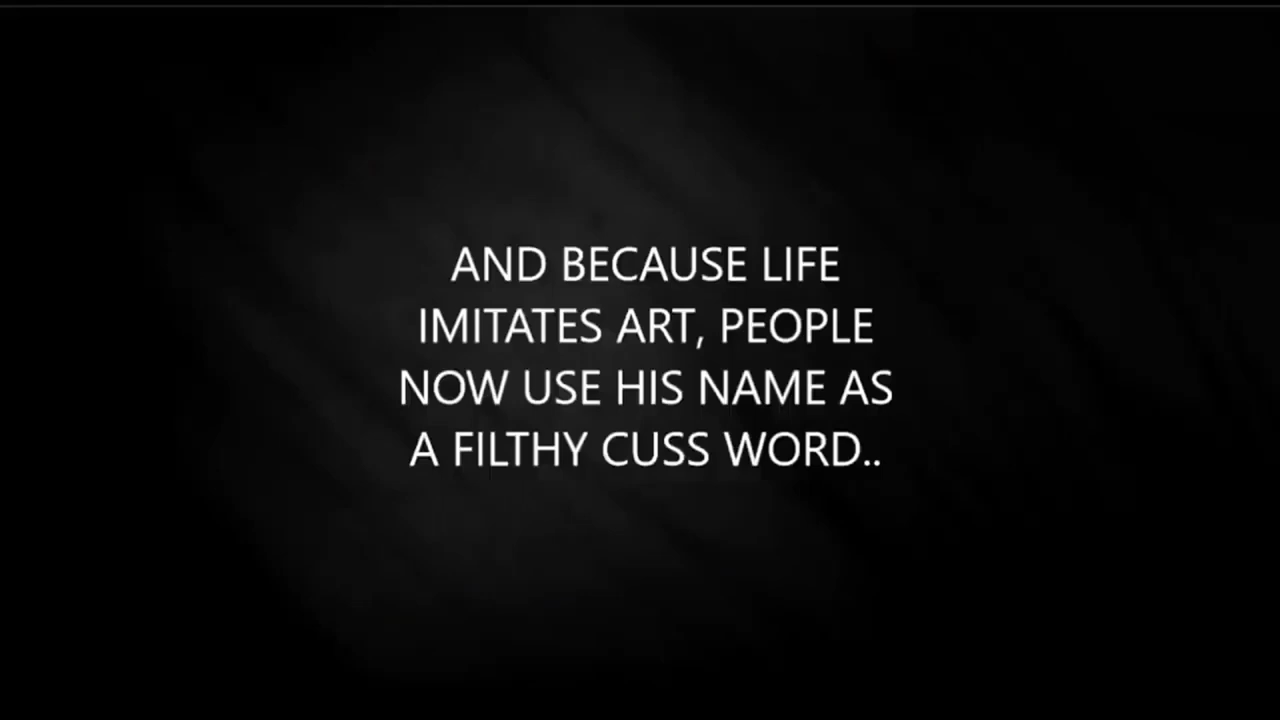 AND BECAUSE LIFE
IMITATES ART, PEOPLE
NOW USE HIS NAME AS
A FILTHY CUSS WORD..